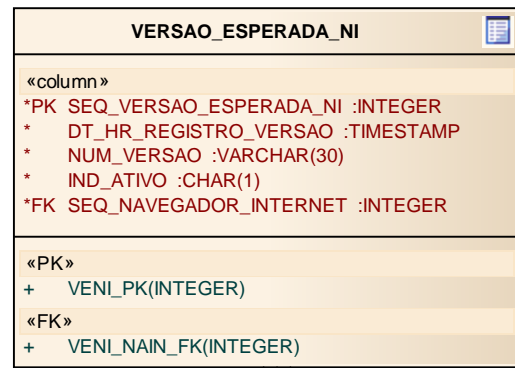 VERSAO_ESPERADA_NI
«column»
*PK SEQ_VERSAO_ESPERADA_NI :INTEGER
* DT_HR_REGISTRO_VERSAO :TIMESTAMP
* NUM_VERSAO :VARCHAR(30)
* IND_ATIVO :CHAR(1)
*FK SEQ_NAVEGADOR_INTERNET :INTEGER
«PK»
+ VENI_PK(INTEGER)
«FK»
+ VENI_NAIN_FK(INTEGER)